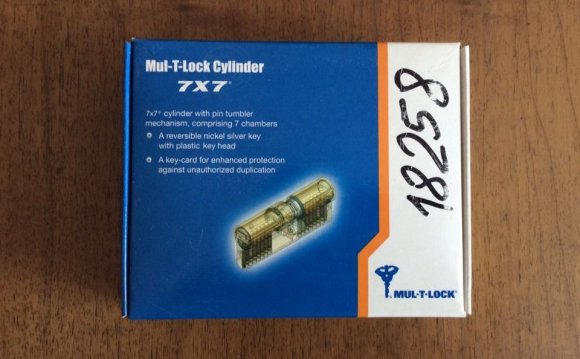 Mul-T-Lock Cylinder
7X7®
7x7® cylinder with pin tumbler
mechanism, comprising 7 chambers
A reversible nickel silver key
with plastic key head
A key-card for enhanced protection
against unauthorized duplication
18258
MUL-T-LOCK®